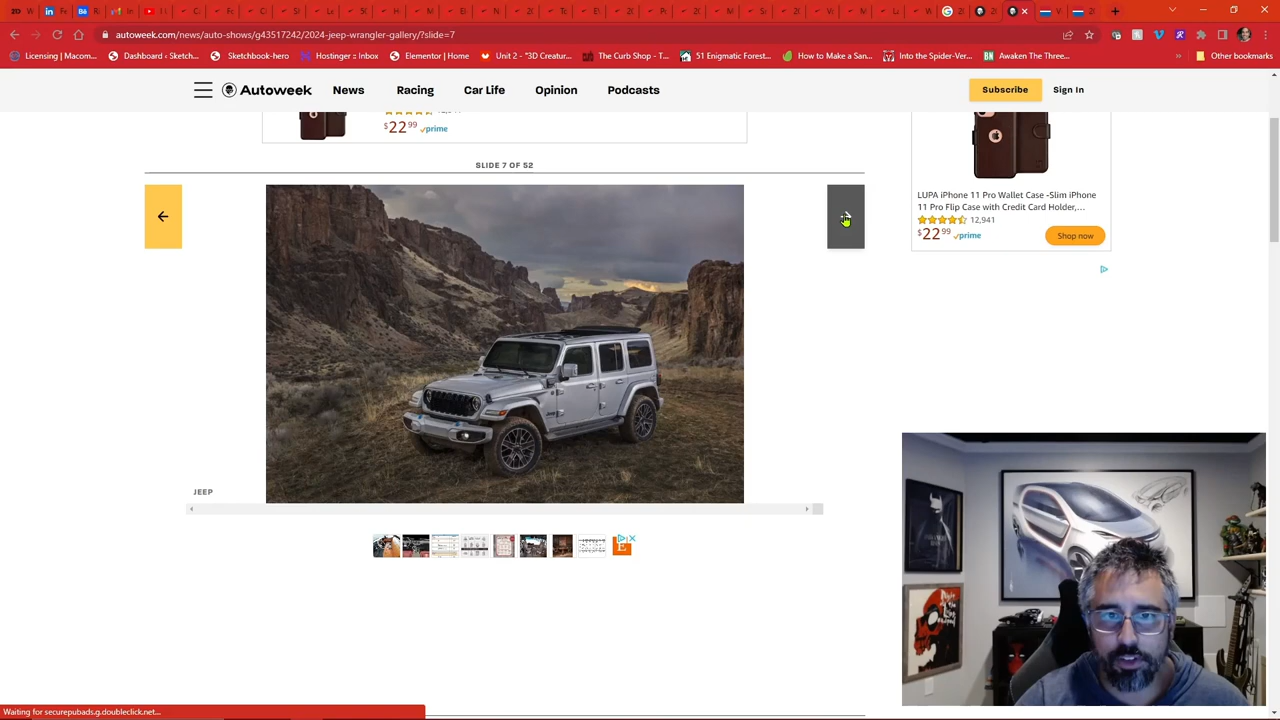 autoweek.com/news/auto-shows/g43517242/2024-jeep-wrangler-gallery/?slide=7
Licensing | Macom...
Dashboard ‹ Sketch...
Sketchbook-hero
Hostinger :: Inbox
Elementor | Home
Unit 2 - "3D Creatur...
The Curb Shop - T...
51 Enigmatic Forest...
How to Make a San...
Into the Spider-Ver...
Awaken The Three...
»
Other bookmarks
Autoweek
News
Racing
Car Life
Opinion
Podcasts
Subscribe
Sign In
$22 99 prime
SLIDE 7 OF 52
LUPA iPhone 11 Pro Wallet Case -Slim iPhone
11 Pro Flip Case with Credit Card Holder,...
12,941
$22 99 prime
Shop now
JEEP
E
Waiting for securepubads.g.doubleclick.net...